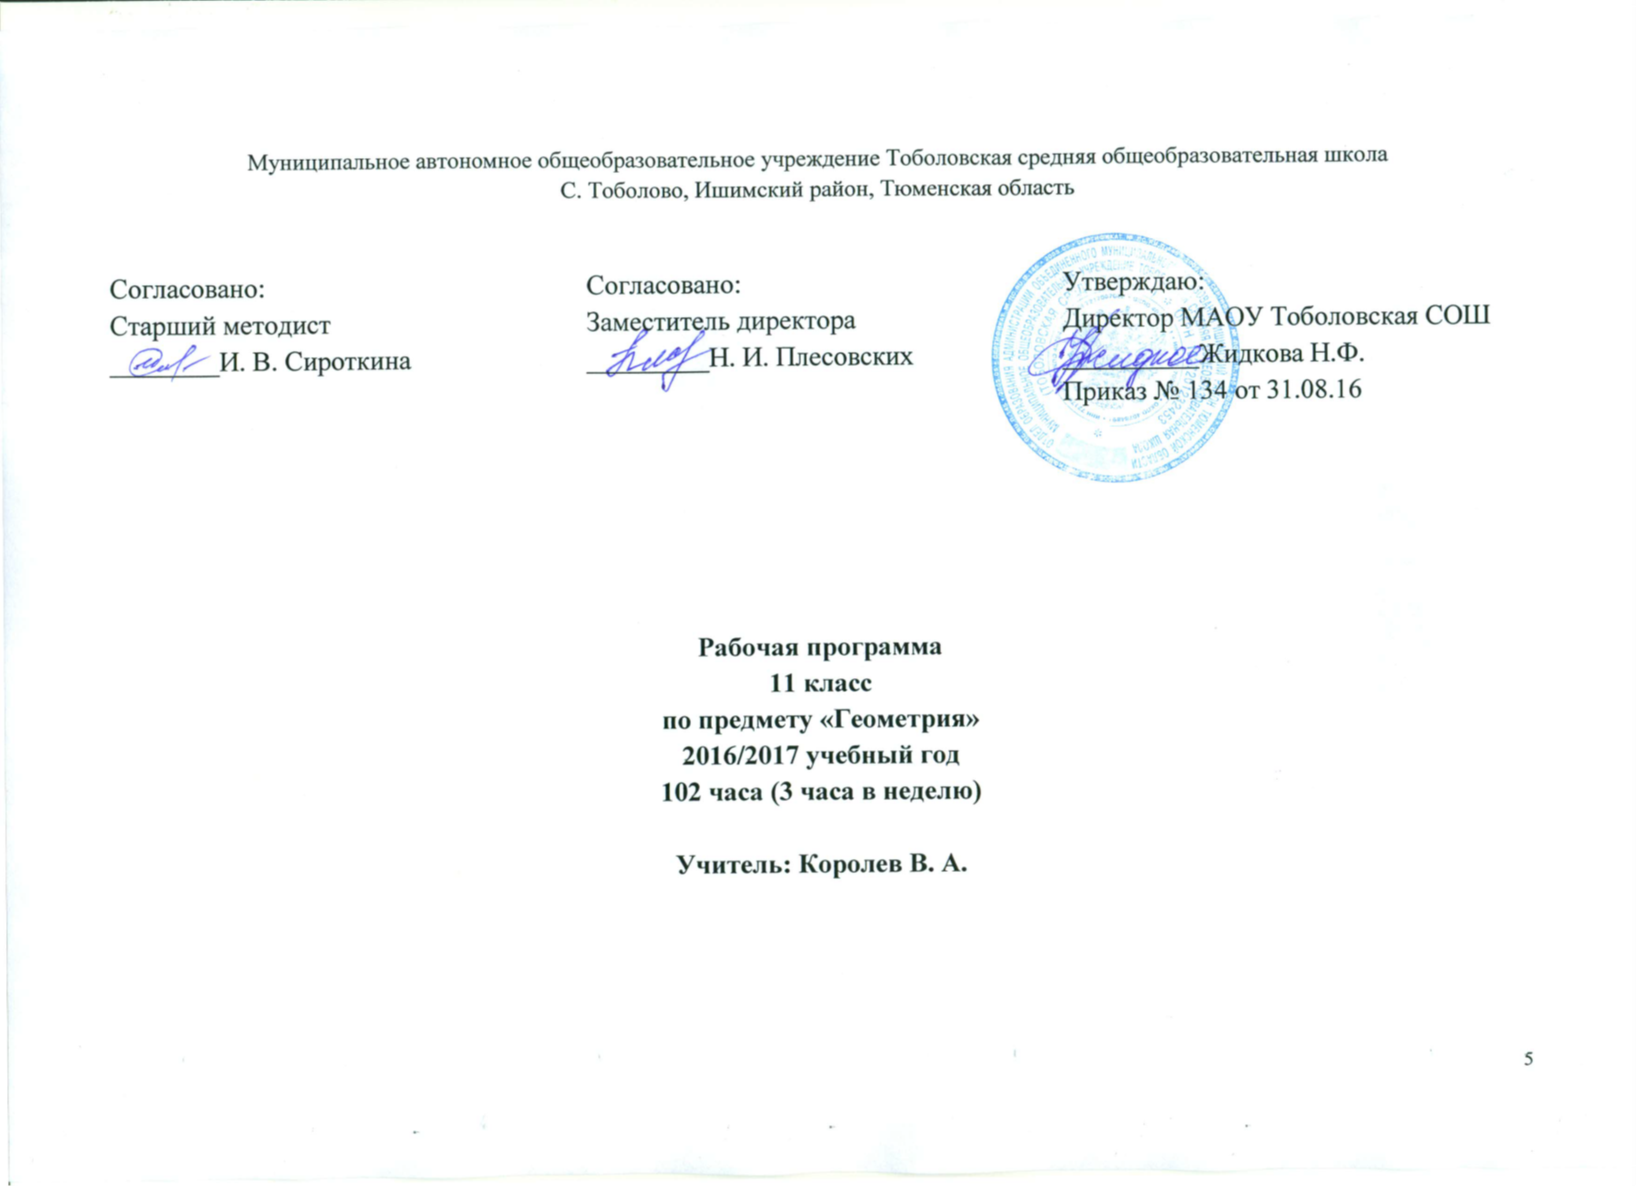 Муниципальное автономное общеобразовательное учреждение Тоболовская средняя общеобразовательная школа
С. Тоболово, Ишимский район, Тюменская область
Согласовано:
Старший методист
И. В. Сироткина
Согласовано:
Заместитель директора
Н. И. Плесовских
Утверждаю:
Директор МАОУ Тоболовская СОШ
Жидкова Н.Ф.
Приказ № 134 от 31.08.16
Рабочая программа
11 класс
по предмету «Геометрия»
2016/2017 учебный год
102 часа (3 часа в неделю)
Учитель: Королев В. А.
5